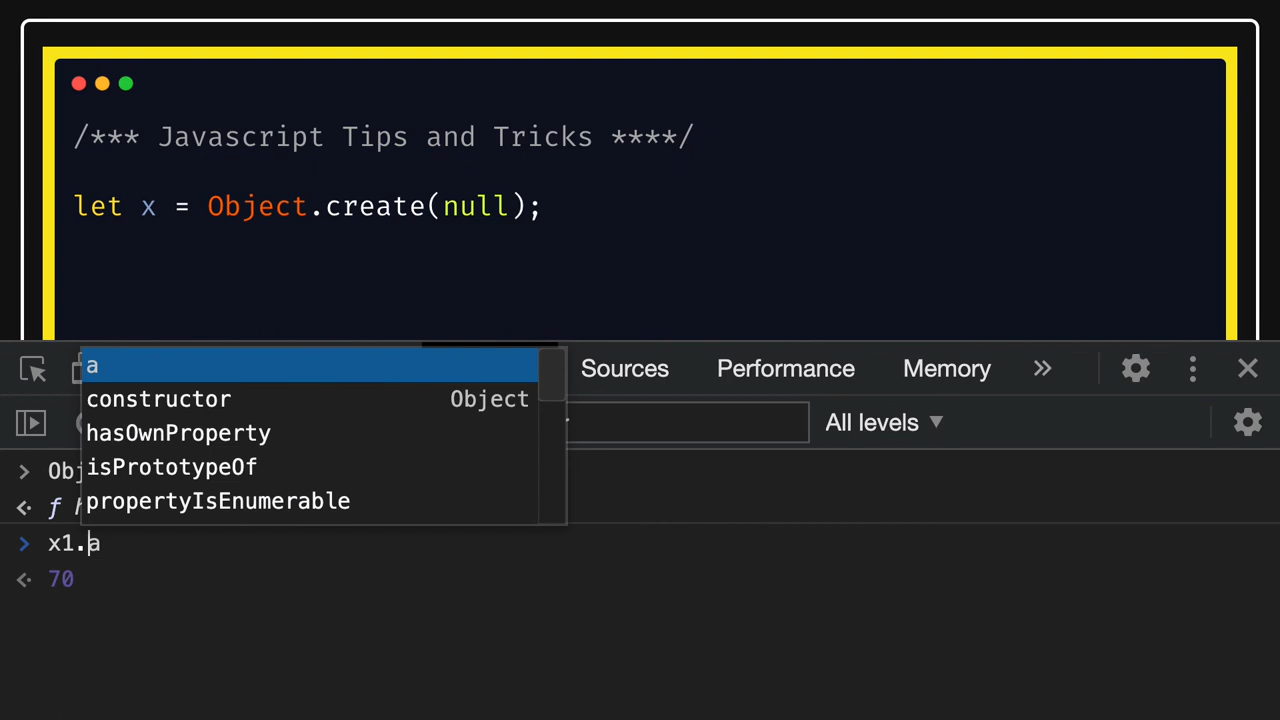 /*** Javascript Tips and Tricks ****/
let x = Object.create(null);
Sources Performance Memory
All levels
a
constructor Object
hasOwnProperty
isPrototypeOf
propertyIsEnumerable
x1.a
70